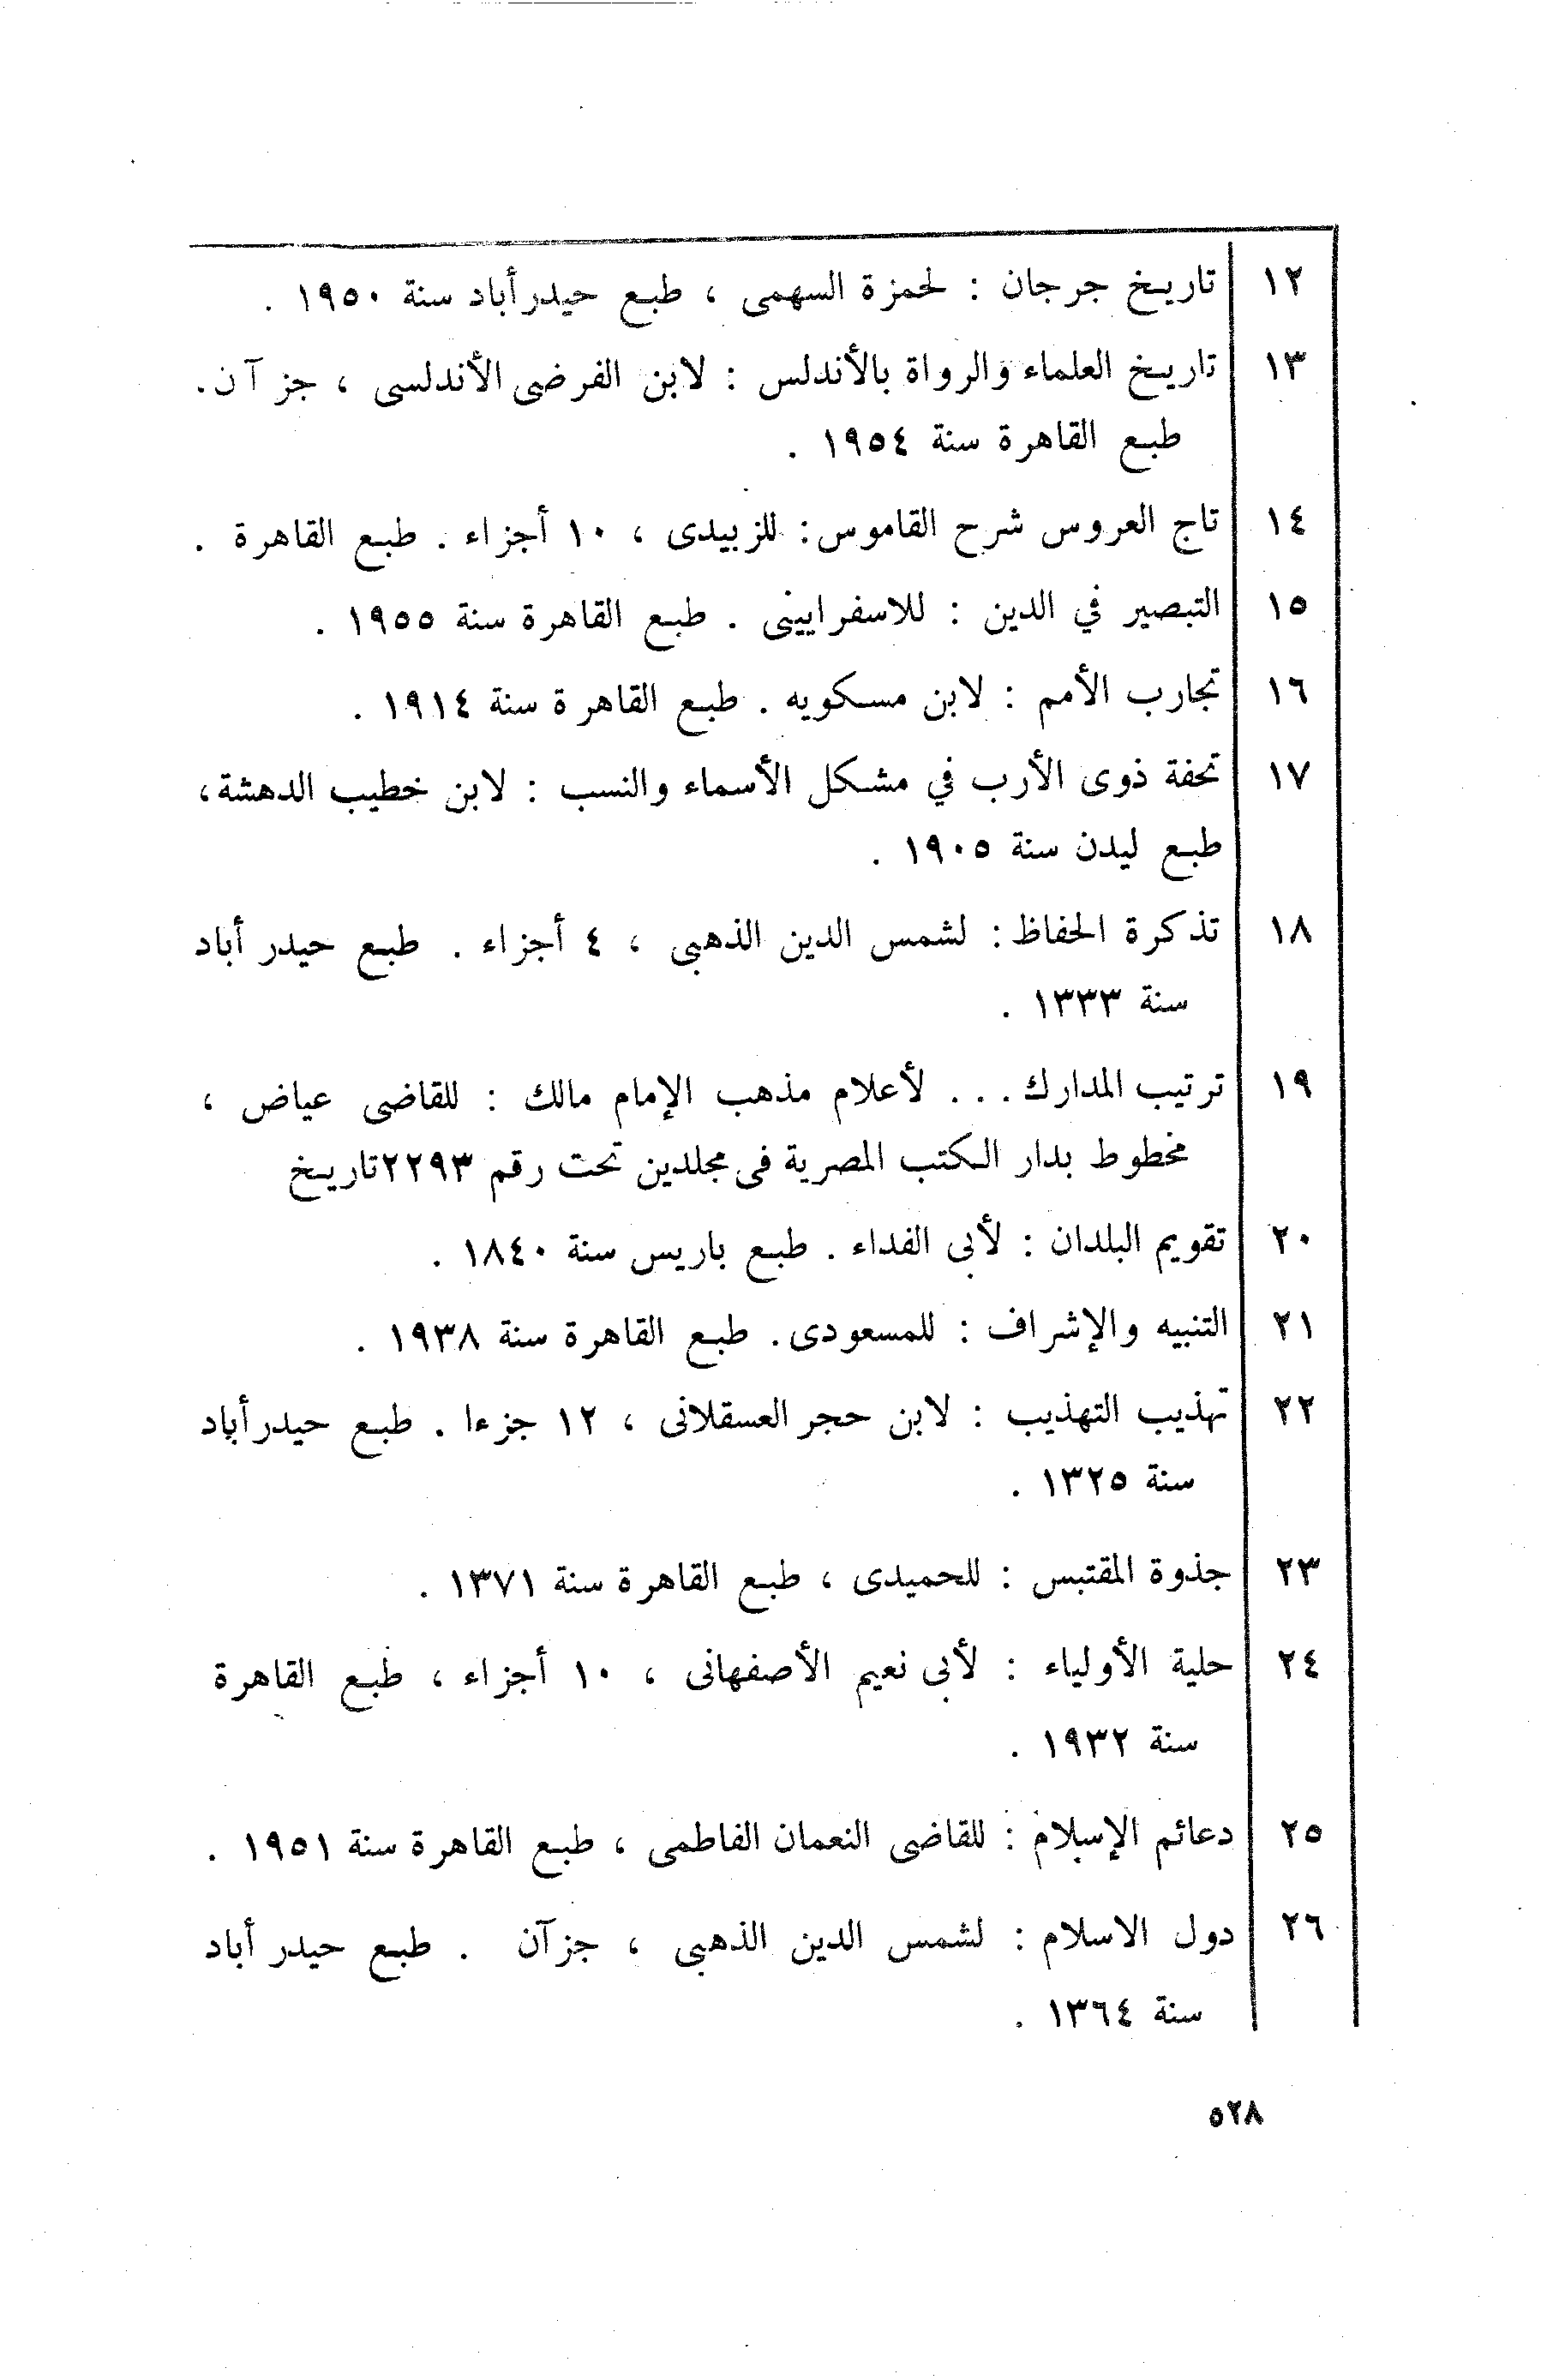 ١٢ تاريخ جرجان : لحمزة السهمى ، طبع حيدرأباد سنة ١٩٥٠ .
١٣ تاريخ العلماء والرواة بالأندلس : لابن الفرضى الأندلسى ، جزآن.
طبع القاهرة سنة ١٩٥٤ .
١٤ تاج العروس شرح القاموس : للزبيدى ، ١٠ أجزاء . طبع القاهرة .
١٥ التبصير في الدين : للاسفرايينى . طبع القاهرة سنة ١٩٥٥ .
١٦ تجارب الأمم : لابن مسكويه . طبع القاهرة سنة ١٩١٤ .
١٧ تحفة ذوى الأرب في مشكل الأسماء والنسب : لابن خطيب الدهشة،
طبع ليدن سنة ١٩٠٥ .
١٨ تذكرة الحفاظ : لشمس الدين الذهبى ، ٤ أجزاء . طبع حيدر أباد
سنة ١٣٣٣ .
١٩ ترتيب المدارك . . . لأعلام مذهب الإمام مالك : للقاضى عياض ،
مخطوط بدار الكتب المصرية فى مجلدين تحت رقم ٢٢٩٣تاريخ
٢٠ تقويم البلدان : لأبى الفداء . طبع باريس سنة ١٨٤٠ .
٢١ التنبيه والإشراف : للمسعودى. طبع القاهرة سنة ١٩٣٨ .
٢٢ تهذيب التهذيب : لابن حجر العسقلانى ، ١٢ جزءا . طبع حيدرأباد
سنة ١٣٢٥ .
٢٣ جذوة المقتبس : للحميدى ، طبع القاهرة سنة ١٣٧١ .
٢٤ حلية الأولياء : لأبى نعيم الأصفهانى ، ١٠ أجزاء ، طبع القاهرة
سنة ١٩٣٢ .
٢٥ دعائم الإسلام : للقاضى النعمان الفاطمى ، طبع القاهرة سنة ١٩٥١ .
٢٦ دول الاسلام : لشمس الدين الذهبى ، جزآن . طبع حيدر أباد
سنة ١٣٦٤ .
٥٢٨